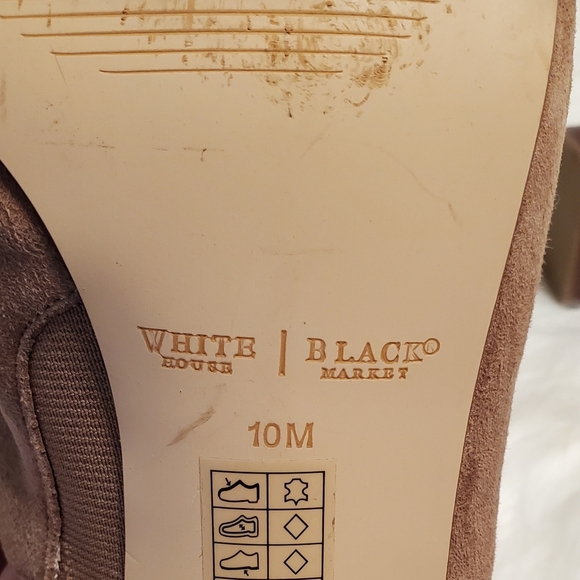 WHITE HOUSE | BLACK® MARKET
10M